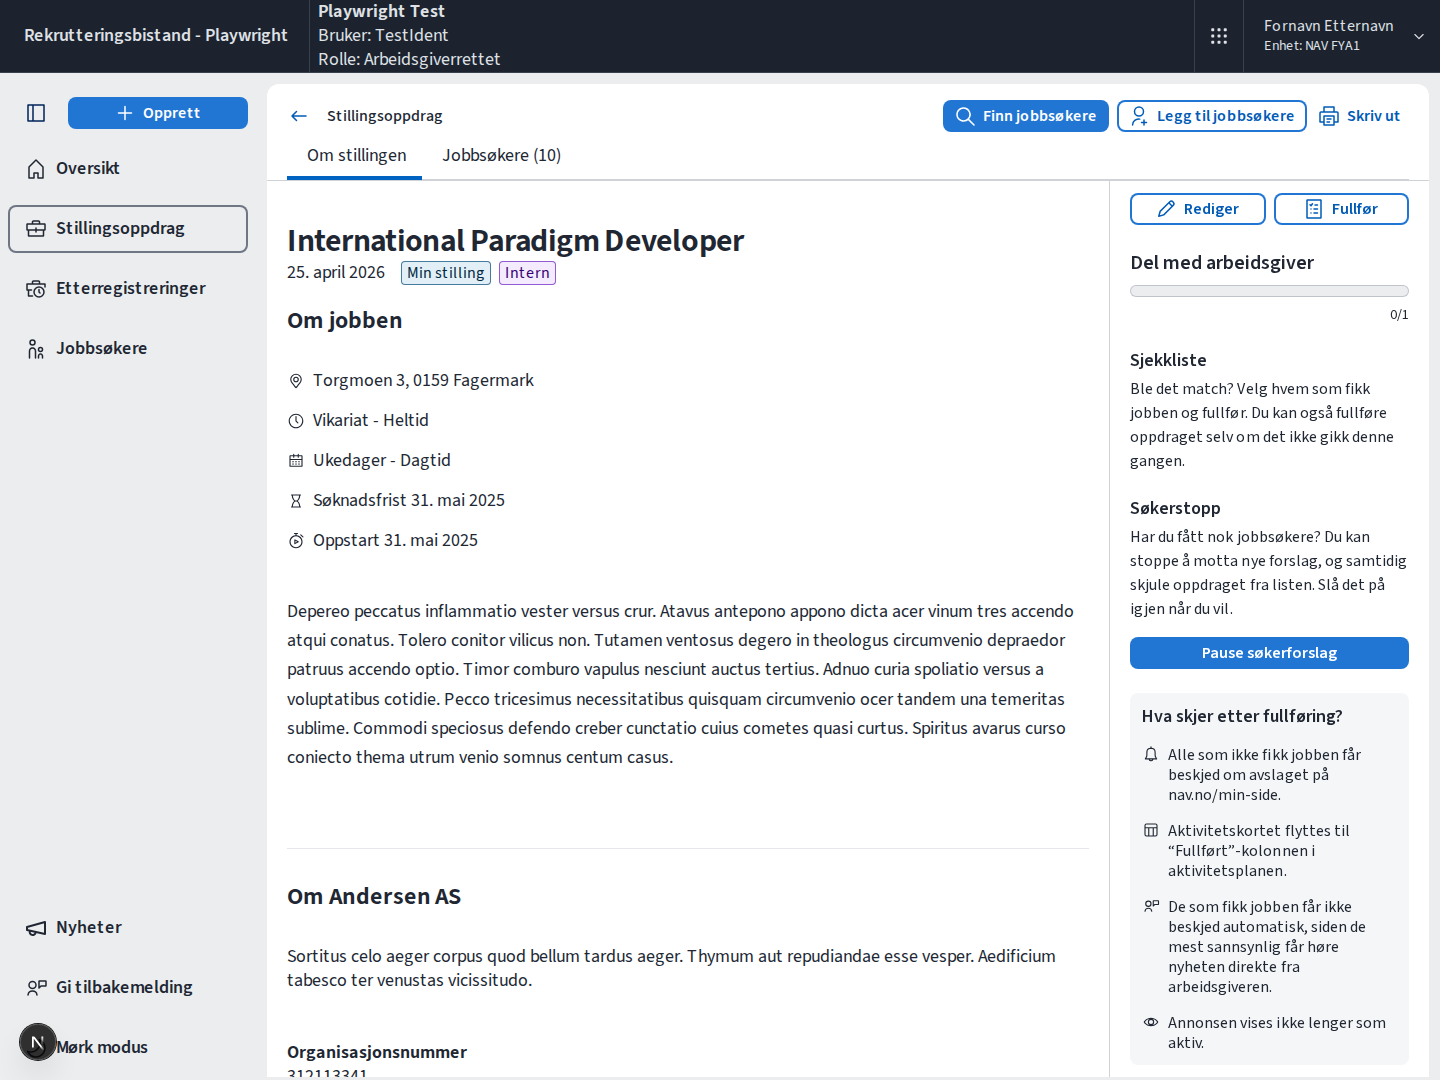 Rekrutteringsbistand - Playwright
Playwright Test
Bruker: TestIdent
Rolle: Arbeidsgiverrettet
Fornavn Etternavn
Enhet: NAV FYA1
Opprett
Oversikt
Stillingsoppdrag
Etterregistreringer
Jobbsøkere
Nyheter
Gi tilbakemelding
N
Mørk modus
Stillingsoppdrag
Finn jobbsøkere
Legg til jobbsøkere
Skriv ut
Om stillingen
Jobbsøkere (10)
International Paradigm Developer
25. april 2026
Min stilling
Intern
Om jobben
Torgmoen 3, 0159 Fagermark
Vikariat - Heltid
Ukedager - Dagtid
Søknadsfrist 31. mai 2025
Oppstart 31. mai 2025
Depereo peccatus inflammatio vester versus crur. Atavus antepono appono dicta acer vinum tres accendo
atqui conatus. Tolero conitor vilicus non. Tutamen ventosus degero in theologus circumvenio depraedor
patruus accendo optio. Timor comburo vapulus nesciunt auctus tertius. Adnuo curia spoliatio versus a
voluptatibus cotidie. Pecco tricesimus necessitatibus quisquam circumvenio ocer tandem una temeritas
sublime. Commodi speciosus defendo creber cunctatio cuius cometes quasi curtus. Spiritus avarus curso
coniecto thema utrum venio somnus centum casus.
Om Andersen AS
Sortitus celo aeger corpus quod bellum tardus aeger. Thymum aut repudiandae esse vesper. Aedificium
tabesco ter venustas vicissitudo.
Organisasjonsnummer
312113341
Rediger
Fullfør
Del med arbeidsgiver
0/1
Sjekkliste
Ble det match? Velg hvem som fikk
jobben og fullfør. Du kan også fullføre
oppdraget selv om det ikke gikk denne
gangen.
Søkerstopp
Har du fått nok jobbsøkere? Du kan
stoppe å motta nye forslag, og samtidig
skjule oppdraget fra listen. Slå det på
igjen når du vil.
Pause søkerforslag
Hva skjer etter fullføring?
Alle som ikke fikk jobben får
beskjed om avslaget på
nav.no/min-side.
Aktivitetskortet flyttes til
“Fullført”-kolonnen i
aktivitetsplanen.
De som fikk jobben får ikke
beskjed automatisk, siden de
mest sannsynlig får høre
nyheten direkte fra
arbeidsgiveren.
Annonsen vises ikke lenger som
aktiv.